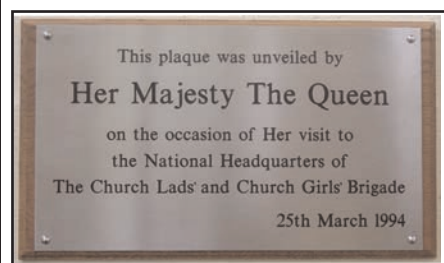 This plaque was unveiled by
Her Majesty The Queen
on the occasion of Her visit to
the National Headquarters of
The Church Lads' and Church Girls' Brigade
25th March 1994